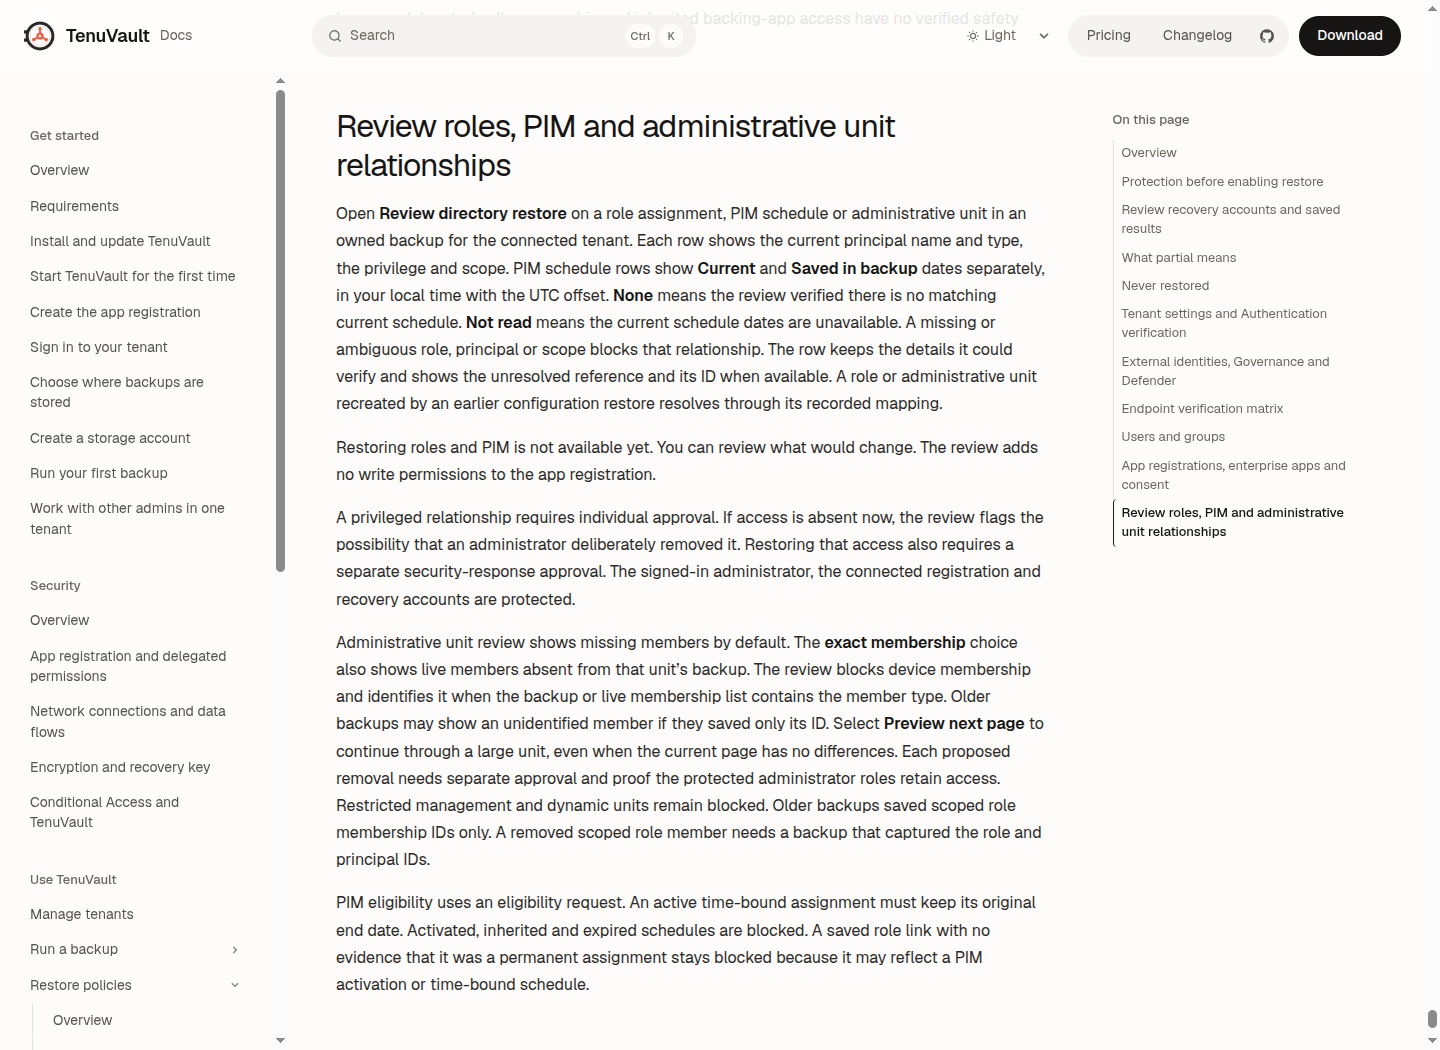 TenuVault Docs
Search
Ctrl K
Light
Pricing
Changelog
Download
Get started
Overview
Requirements
Install and update TenuVault
Start TenuVault for the first time
Create the app registration
Sign in to your tenant
Choose where backups are
stored
Create a storage account
Run your first backup
Work with other admins in one
tenant
Security
Overview
App registration and delegated
permissions
Network connections and data
flows
Encryption and recovery key
Conditional Access and
TenuVault
Use TenuVault
Manage tenants
Run a backup
Restore policies
Overview
backing-app access have no verified safety
Review roles, PIM and administrative unit
relationships
Open Review directory restore on a role assignment, PIM schedule or administrative unit in an
owned backup for the connected tenant. Each row shows the current principal name and type,
the privilege and scope. PIM schedule rows show Current and Saved in backup dates separately,
in your local time with the UTC offset. None means the review verified there is no matching
current schedule. Not read means the current schedule dates are unavailable. A missing or
ambiguous role, principal or scope blocks that relationship. The row keeps the details it could
verify and shows the unresolved reference and its ID when available. A role or administrative unit
recreated by an earlier configuration restore resolves through its recorded mapping.
Restoring roles and PIM is not available yet. You can review what would change. The review adds
no write permissions to the app registration.
A privileged relationship requires individual approval. If access is absent now, the review flags the
possibility that an administrator deliberately removed it. Restoring that access also requires a
separate security-response approval. The signed-in administrator, the connected registration and
recovery accounts are protected.
Administrative unit review shows missing members by default. The exact membership choice
also shows live members absent from that unit’s backup. The review blocks device membership
and identifies it when the backup or live membership list contains the member type. Older
backups may show an unidentified member if they saved only its ID. Select Preview next page to
continue through a large unit, even when the current page has no differences. Each proposed
removal needs separate approval and proof the protected administrator roles retain access.
Restricted management and dynamic units remain blocked. Older backups saved scoped role
membership IDs only. A removed scoped role member needs a backup that captured the role and
principal IDs.
PIM eligibility uses an eligibility request. An active time-bound assignment must keep its original
end date. Activated, inherited and expired schedules are blocked. A saved role link with no
evidence that it was a permanent assignment stays blocked because it may reflect a PIM
activation or time-bound schedule.
On this page
Overview
Protection before enabling restore
Review recovery accounts and saved
results
What partial means
Never restored
Tenant settings and Authentication
verification
External identities, Governance and
Defender
Endpoint verification matrix
Users and groups
App registrations, enterprise apps and
consent
Review roles, PIM and administrative
unit relationships